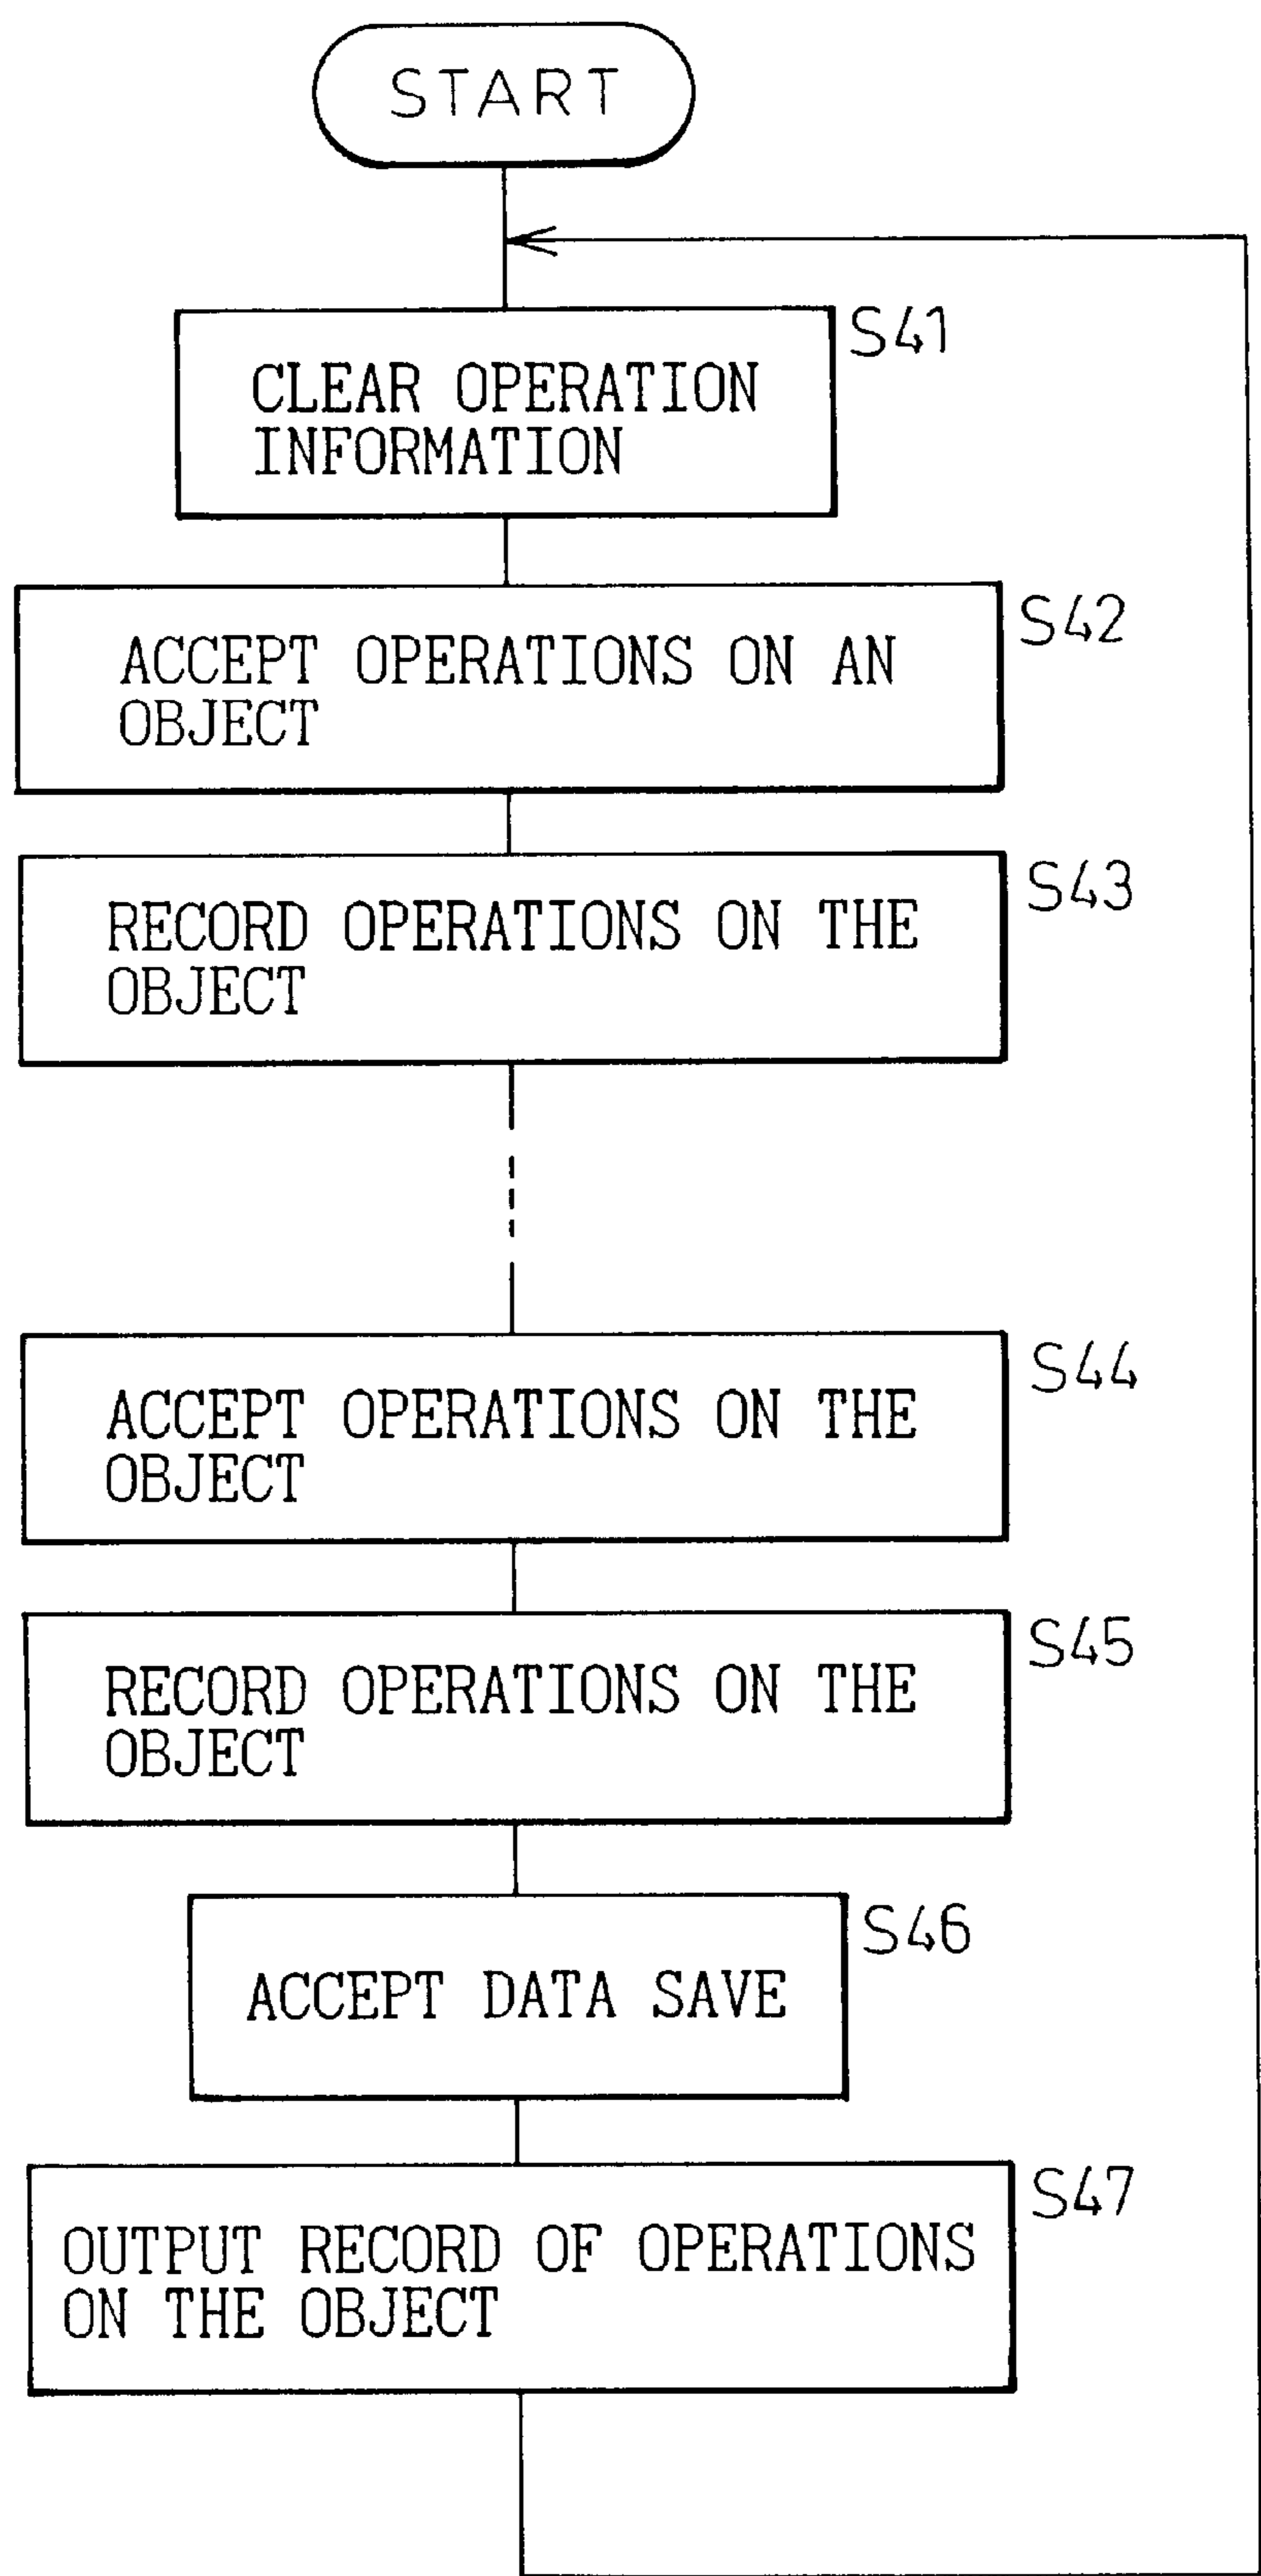 START
S41
CLEAR OPERATION
INFORMATION
S42
ACCEPT OPERATIONS ON AN
OBJECT
S43
RECORD OPERATIONS ON THE
OBJECT
S44
ACCEPT OPERATIONS ON THE
OBJECT
S45
RECORD OPERATIONS ON THE
OBJECT
S46
ACCEPT DATA SAVE
S47
OUTPUT RECORD OF OPERATIONS
ON THE OBJECT